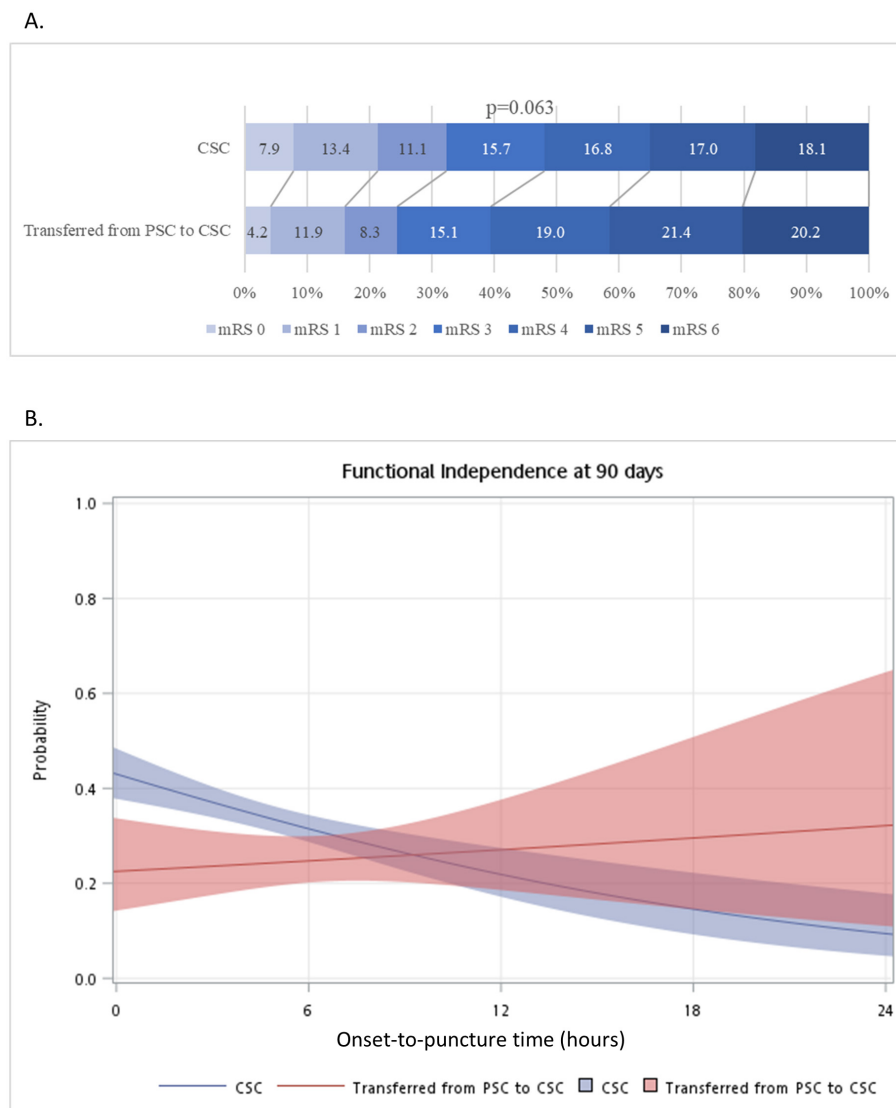 A.
p=0.063
CSC 7.9 13.4 11.1 15.7 16.8 17.0 18.1
Transferred from PSC to CSC 4.2 11.9 8.3 15.1 19.0 21.4 20.2
0% 10% 20% 30% 40% 50% 60% 70% 80% 90% 100%
mRS 0 mRS 1 mRS 2 mRS 3 mRS 4 mRS 5 mRS 6
B.
Functional Independence at 90 days
1.0
0.8
0.6
Probability
0.4
0.2
0.0
0 6 12 18 24
Onset-to-puncture time (hours)
CSC Transferred from PSC to CSC CSC Transferred from PSC to CSC